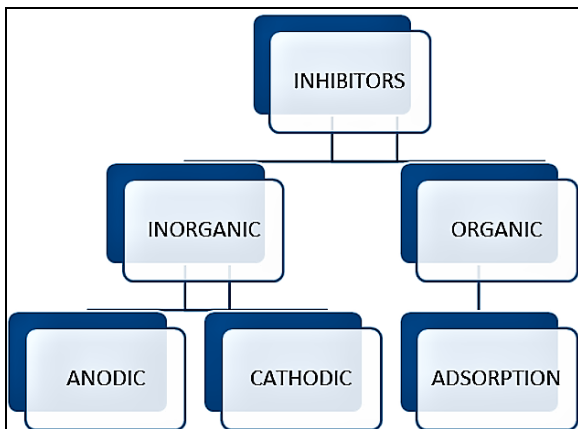 INHIBITORS
INORGANIC
ORGANIC
ANODIC
CATHODIC
ADSORPTION